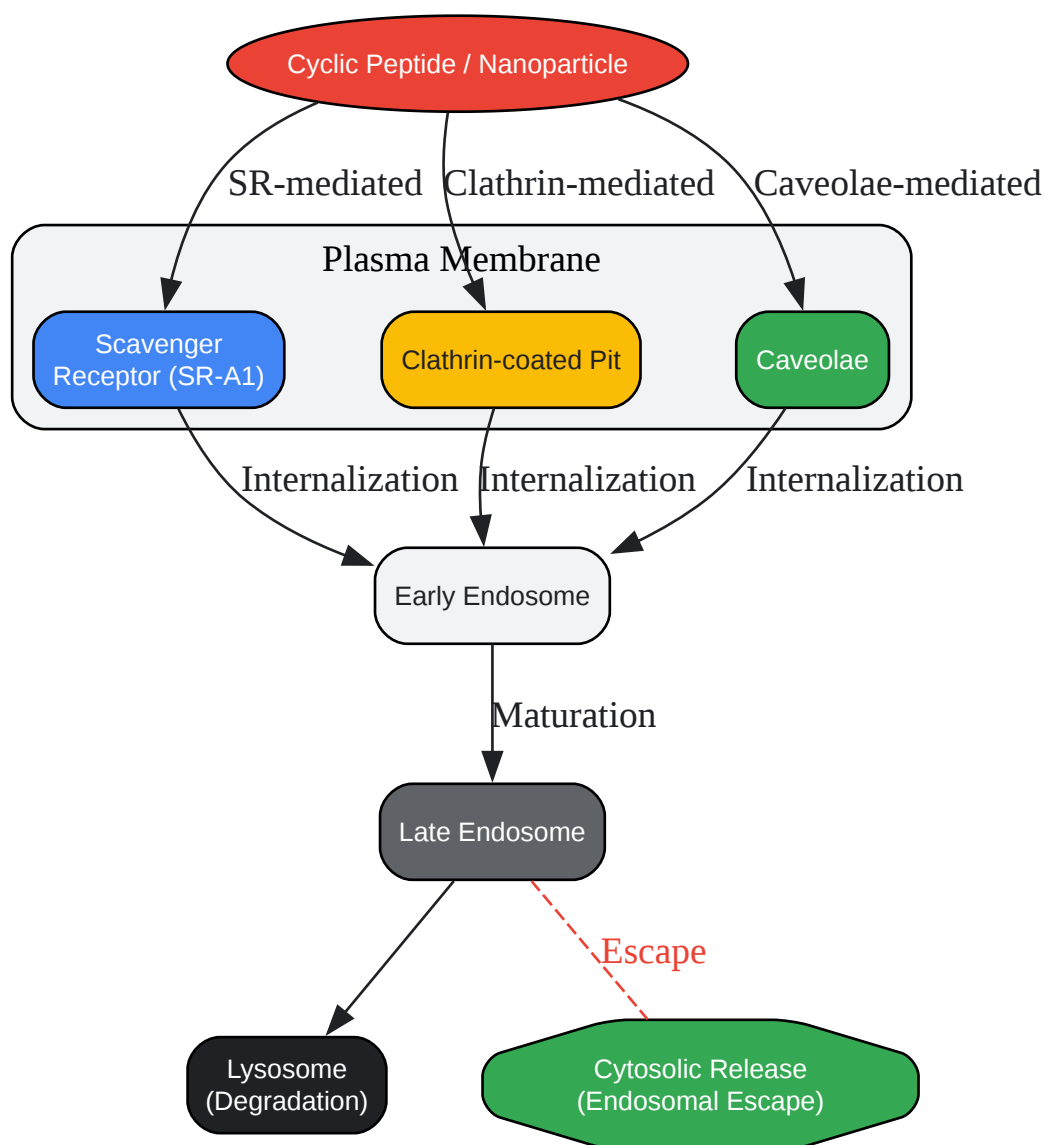 Cyclic Peptide / Nanoparticle
SR-mediated
Clathrin-mediated
Caveolae-mediated
Plasma Membrane
Scavenger
Receptor (SR-A1)
Clathrin-coated Pit
Caveolae
Internalization
Internalization
Internalization
Early Endosome
Maturation
Late Endosome
Escape
Lysosome
(Degradation)
Cytosolic Release
(Endosomal Escape)